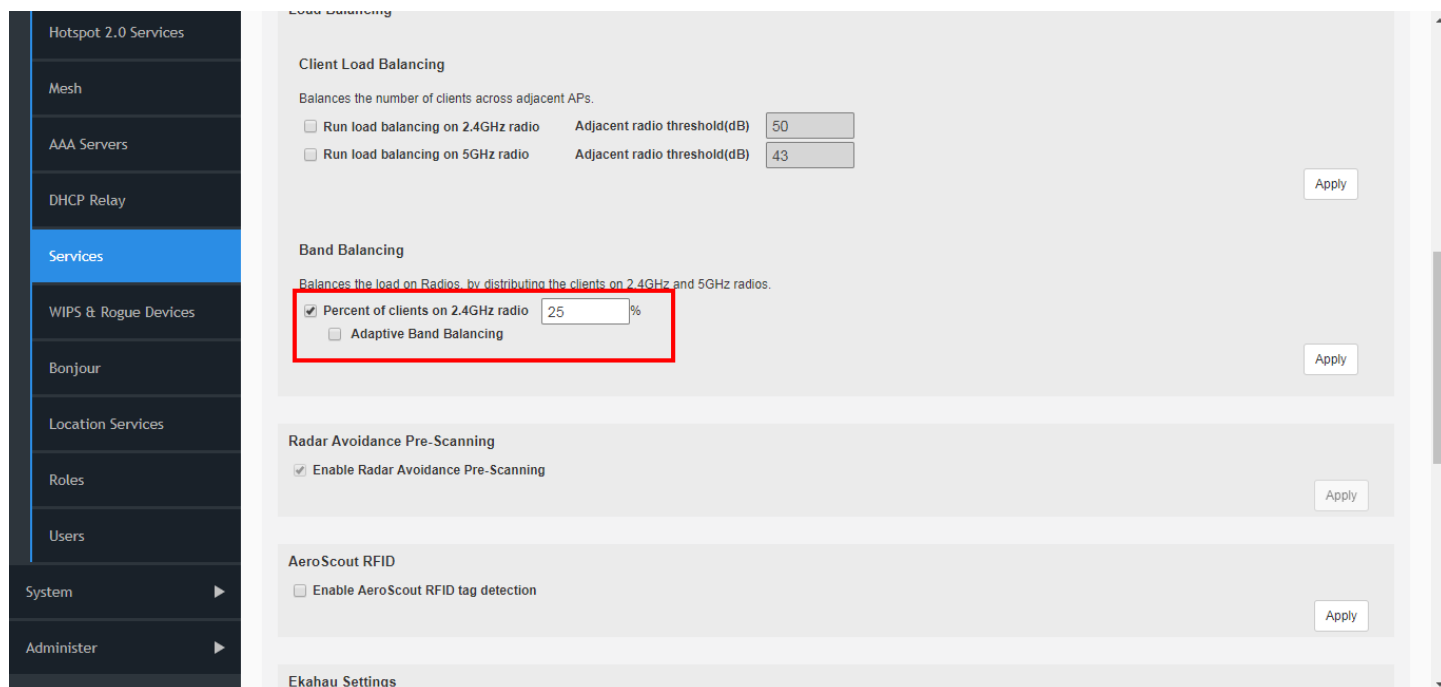 Hotspot 2.0 Services
Mesh
AAA Servers
DHCP Relay
Services
WIPS & Rogue Devices
Bonjour
Location Services
Roles
Users
System
Administer
Load Balancing
Client Load Balancing
Balances the number of clients across adjacent APs.
Run load balancing on 2.4GHz radio Adjacent radio threshold(dB) 50
Run load balancing on 5GHz radio Adjacent radio threshold(dB) 43
Apply
Band Balancing
Balances the load on Radios, by distributing the clients on 2.4GHz and 5GHz radios.
Percent of clients on 2.4GHz radio 25 %
Adaptive Band Balancing
Apply
Radar Avoidance Pre-Scanning
Enable Radar Avoidance Pre-Scanning
Apply
AeroScout RFID
Enable AeroScout RFID tag detection
Apply
Ekahau Settings